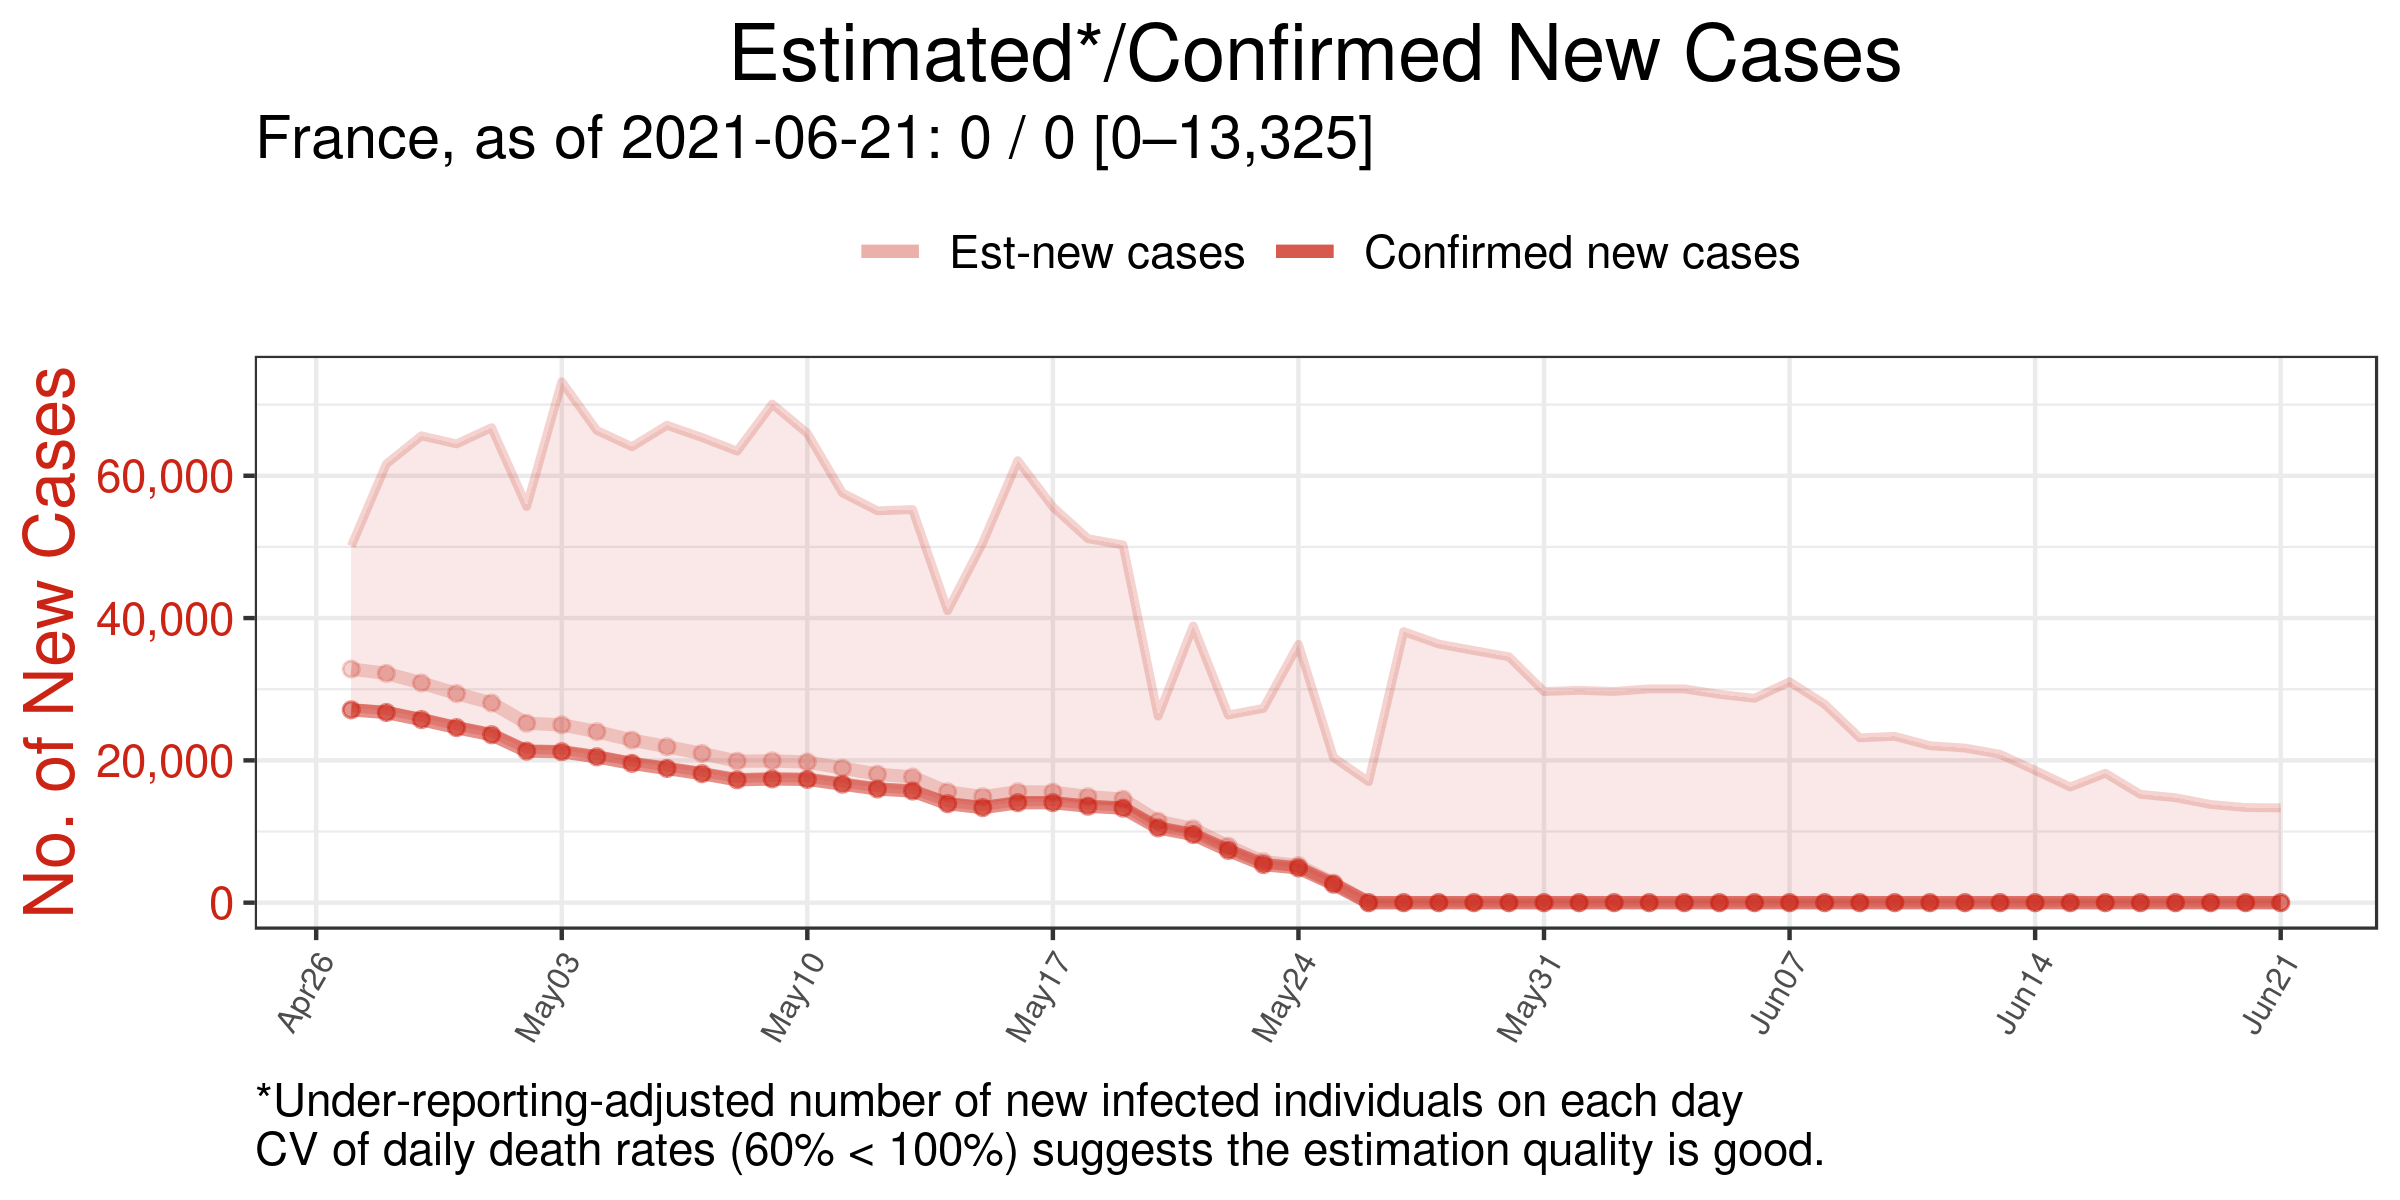 Estimated*/Confirmed New Cases
France, as of 2021-06-21: 0 / 0 [0–13,325]
Est-new cases
Confirmed new cases
No. of New Cases
60,000
40,000
20,000
0
Apr26
May03
May10
May17
May24
May31
Jun07
Jun14
Jun21
*Under-reporting-adjusted number of new infected individuals on each day
CV of daily death rates (60% < 100%) suggests the estimation quality is good.